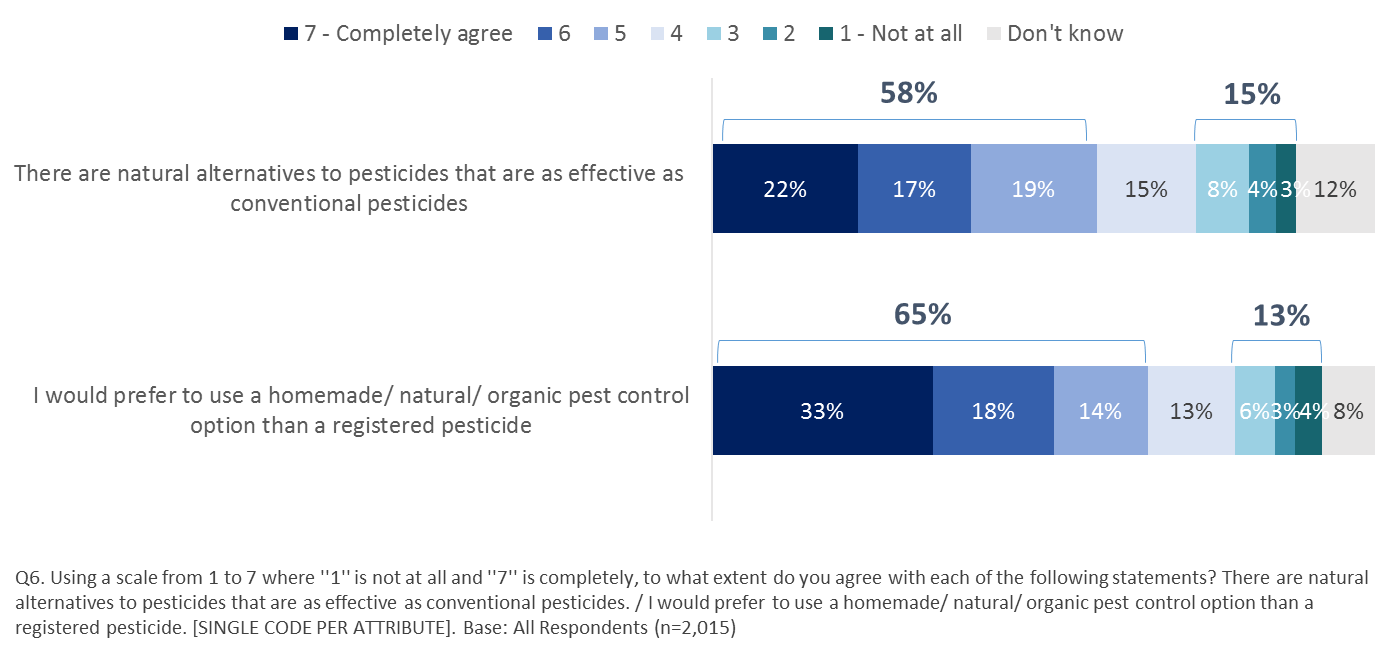 7 - Completely agree 6 5 4 3 2 1 - Not at all Don't know
58% 15%
There are natural alternatives to pesticides that are as effective as
conventional pesticides
22% 17% 19% 15% 8% 4% 3% 12%
65% 13%
I would prefer to use a homemade/ natural/ organic pest control
option than a registered pesticide
33% 18% 14% 13% 6% 3% 4% 8%
Q6. Using a scale from 1 to 7 where ''1'' is not at all and ''7'' is completely, to what extent do you agree with each of the following statements? There are natural
alternatives to pesticides that are as effective as conventional pesticides. / I would prefer to use a homemade/ natural/ organic pest control option than a
registered pesticide. [SINGLE CODE PER ATTRIBUTE]. Base: All Respondents (n=2,015)